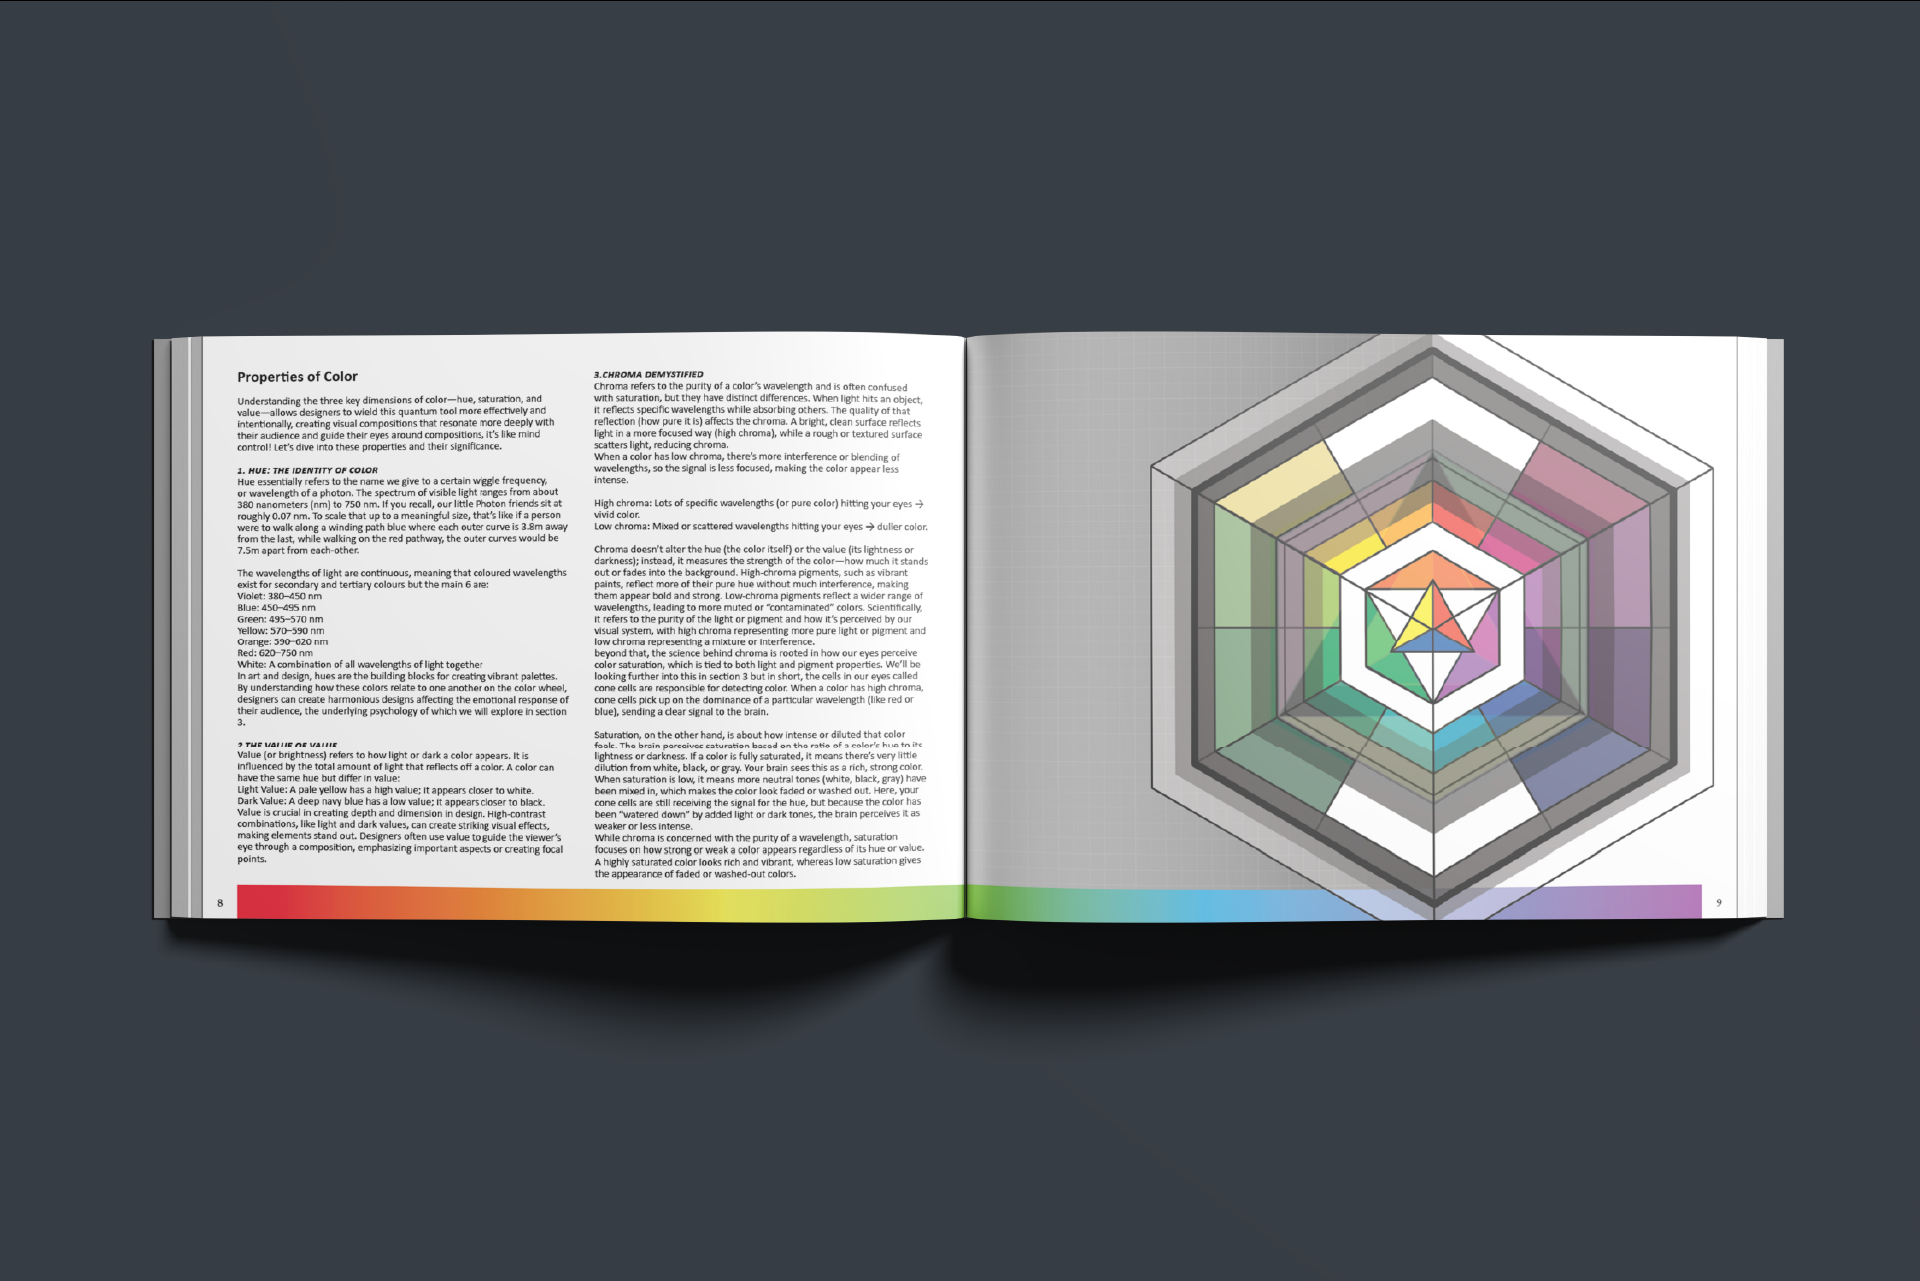 Properties of Color
Understanding the three key dimensions of color—hue, saturation, and
value—allows designers to wield this quantum tool more effectively and
intentionally, creating visual compositions that resonate more deeply with
their audience and guide their eyes around compositions, it's like mind
control! Let's dive into these properties and their significance.
1. HUE: THE IDENTITY OF COLOR
Hue essentially refers to the name we give to a certain wiggle frequency,
or wavelength of a photon. The spectrum of visible light ranges from about
380 nanometers (nm) to 750 nm. If you recall, our little Photon friends sit at
roughly 0.07 nm. To scale that up to a meaningful size, that's like if a person
were to walk along a winding path blue where each outer curve is 3.8m away
from the last, while walking on the red pathway, the outer curves would be
7.5m apart from each-other.
The wavelengths of light are continuous, meaning that coloured wavelengths
exist for secondary and tertiary colours but the main 6 are:
Violet: 380–450 nm
Blue: 450–495 nm
Green: 495–570 nm
Yellow: 570–590 nm
Orange: 590–620 nm
Red: 620–750 nm
White: A combination of all wavelengths of light together
In art and design, hues are the building blocks for creating vibrant palettes.
By understanding how these colors relate to one another on the color wheel,
designers can create harmonious designs affecting the emotional response of
their audience, the underlying psychology of which we will explore in section
3.
2 THE VALUE OF VALUE
Value (or brightness) refers to how light or dark a color appears. It is
influenced by the total amount of light that reflects off a color. A color can
have the same hue but differ in value:
Light Value: A pale yellow has a high value; it appears closer to white.
Dark Value: A deep navy blue has a low value; it appears closer to black.
Value is crucial in creating depth and dimension in design. High-contrast
combinations, like light and dark values, can create striking visual effects,
making elements stand out. Designers often use value to guide the viewer's
eye through a composition, emphasizing important aspects or creating focal
points.
8
3.CHROMA DEMYSTIFIED
Chroma refers to the purity of a color's wavelength and is often confused
with saturation, but they have distinct differences. When light hits an object,
it reflects specific wavelengths while absorbing others. The quality of that
reflection (how pure it is) affects the chroma. A bright, clean surface reflects
light in a more focused way (high chroma), while a rough or textured surface
scatters light, reducing chroma.
When a color has low chroma, there's more interference or blending of
wavelengths, so the signal is less focused, making the color appear less
intense.
High chroma: Lots of specific wavelengths (or pure color) hitting your eyes →
vivid color.
Low chroma: Mixed or scattered wavelengths hitting your eyes → duller color.
Chroma doesn't alter the hue (the color itself) or the value (its lightness or
darkness); instead, it measures the strength of the color—how much it stands
out or fades into the background. High-chroma pigments, such as vibrant
paints, reflect more of their pure hue without much interference, making
them appear bold and strong. Low-chroma pigments reflect a wider range of
wavelengths, leading to more muted or "contaminated" colors. Scientifically,
it refers to the purity of the light or pigment and how it's perceived by our
visual system, with high chroma representing more pure light or pigment and
low chroma representing a mixture or interference.
beyond that, the science behind chroma is rooted in how our eyes perceive
color saturation, which is tied to both light and pigment properties. We'll be
looking further into this in section 3 but in short, the cells in our eyes called
cone cells are responsible for detecting color. When a color has high chroma,
cone cells pick up on the dominance of a particular wavelength (like red or
blue), sending a clear signal to the brain.
Saturation, on the other hand, is about how intense or diluted that color
feels. The brain perceives saturation based on the ratio of a color's hue to its
lightness or darkness. If a color is fully saturated, it means there's very little
dilution from white, black, or gray. Your brain sees this as a rich, strong color.
When saturation is low, it means more neutral tones (white, black, gray) have
been mixed in, which makes the color look faded or washed out. Here, your
cone cells are still receiving the signal for the hue, but because the color has
been "watered down" by added light or dark tones, the brain perceives it as
weaker or less intense.
While chroma is concerned with the purity of a wavelength, saturation
focuses on how strong or weak a color appears regardless of its hue or value.
A highly saturated color looks rich and vibrant, whereas low saturation gives
the appearance of faded or washed-out colors.
9